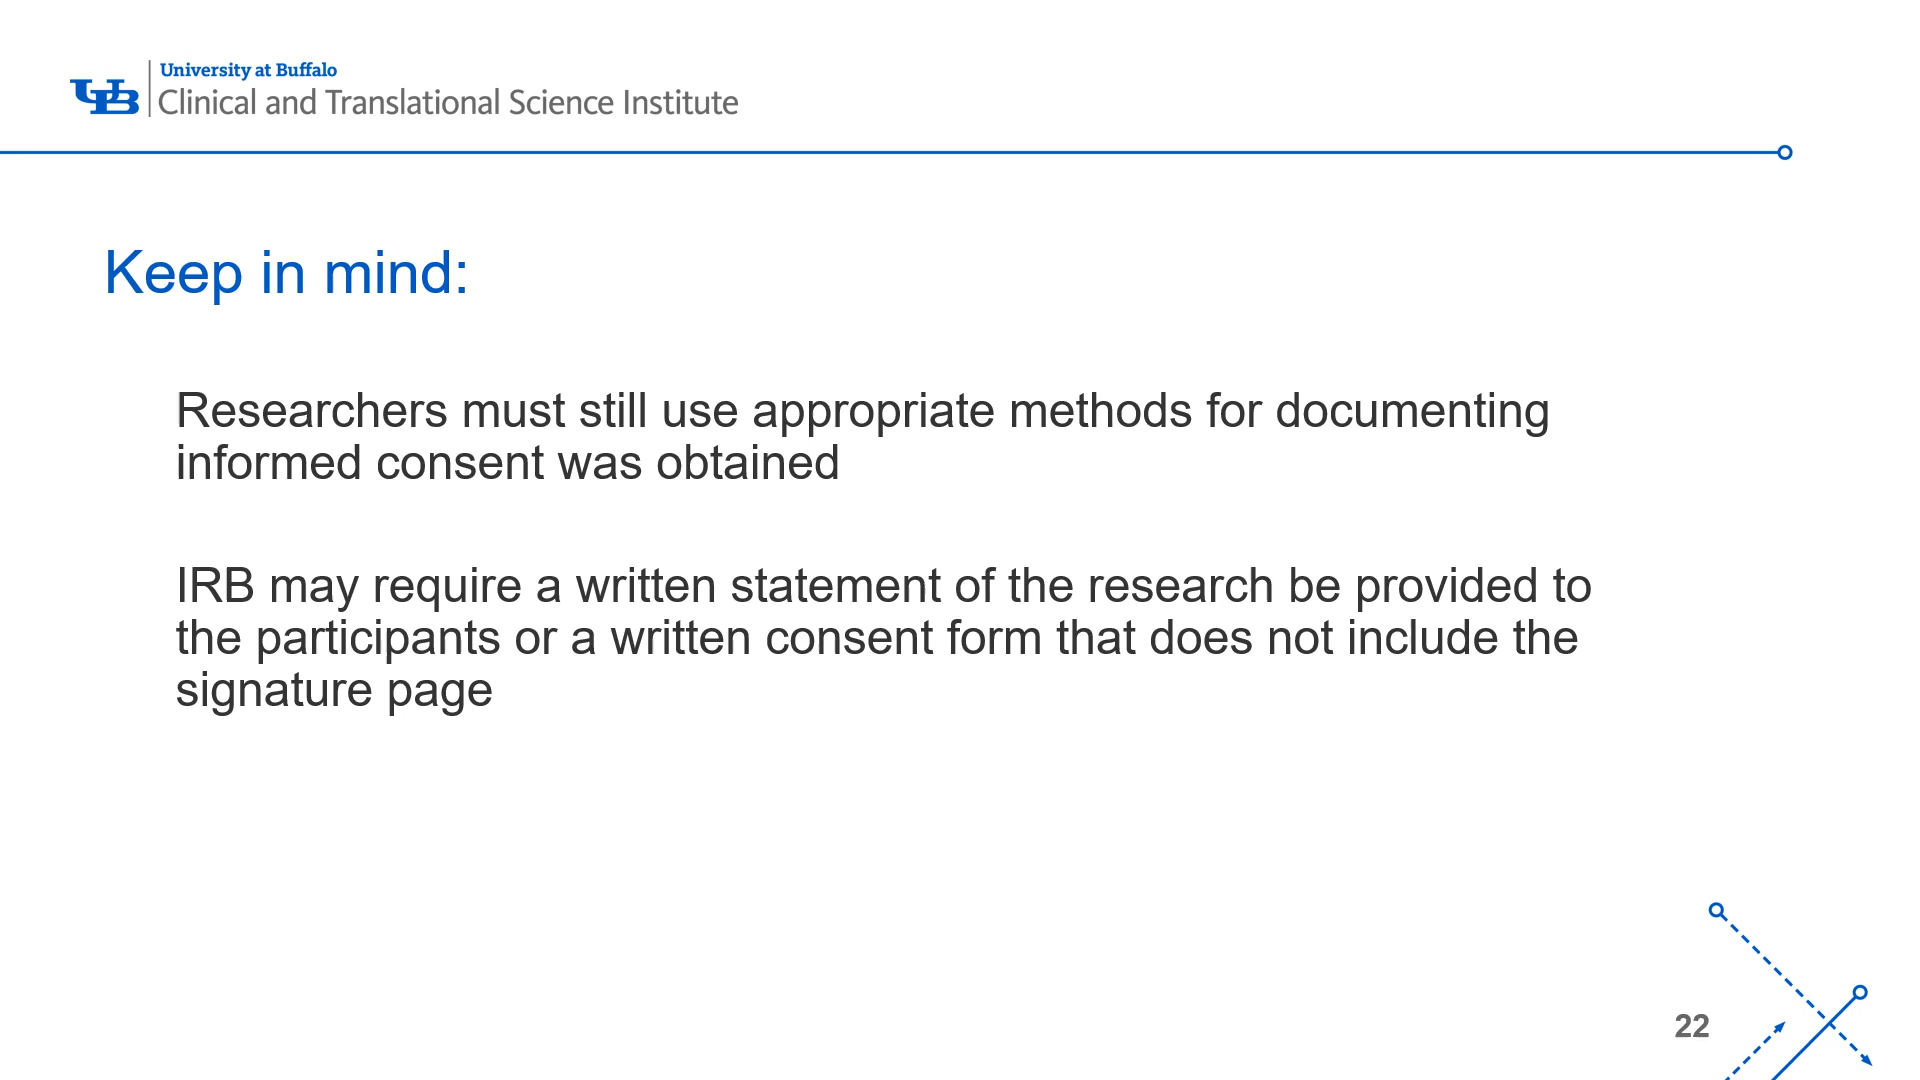 University at Buffalo
Clinical and Translational Science Institute
Keep in mind:
Researchers must still use appropriate methods for documenting
informed consent was obtained
IRB may require a written statement of the research be provided to
the participants or a written consent form that does not include the
signature page
22